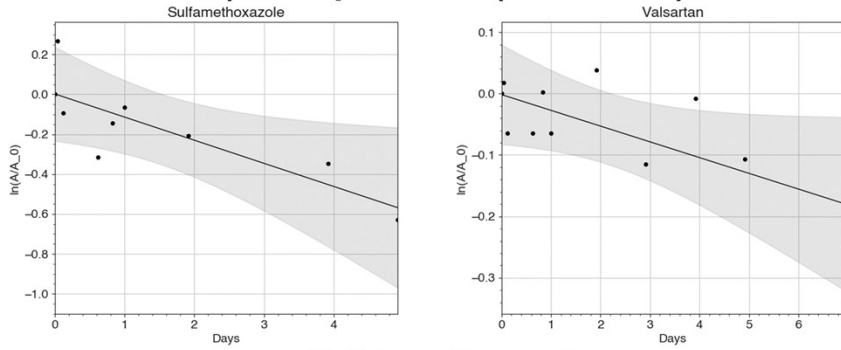 Sulfamethoxazole
ln(A/A_0)
0.2
0.0
−0.2
−0.4
−0.6
−0.8
−1.0
0 1 2 3 4
Days
Valsartan
ln(A/A_0)
0.1
0.0
−0.1
−0.2
−0.3
0 1 2 3 4 5 6
Days